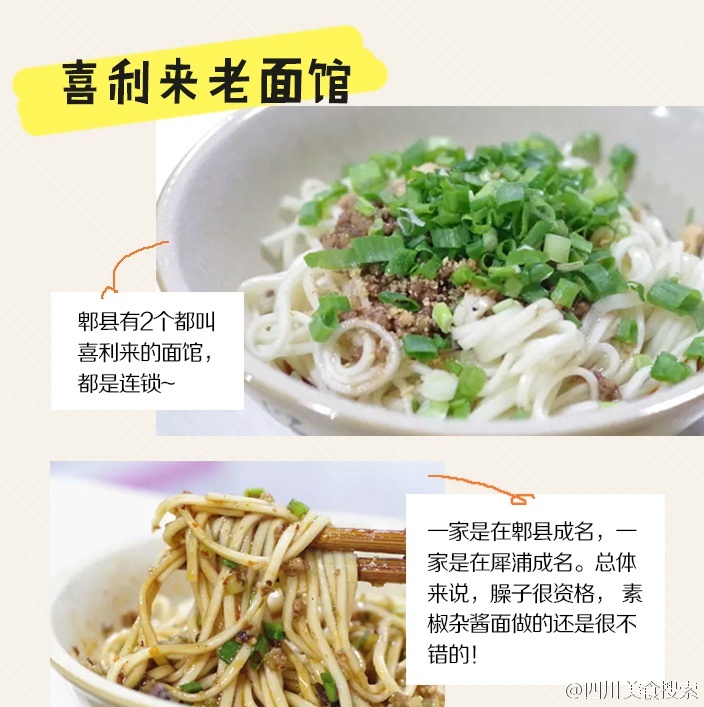 喜利来老面馆
郫县有2个都叫
喜利来的面馆，
都是连锁~
一家是在郫县成名，一
家是在犀浦成名。总体
来说，臊子很资格， 素
椒杂酱面做的还是很不
错的！
@四川美食搜索